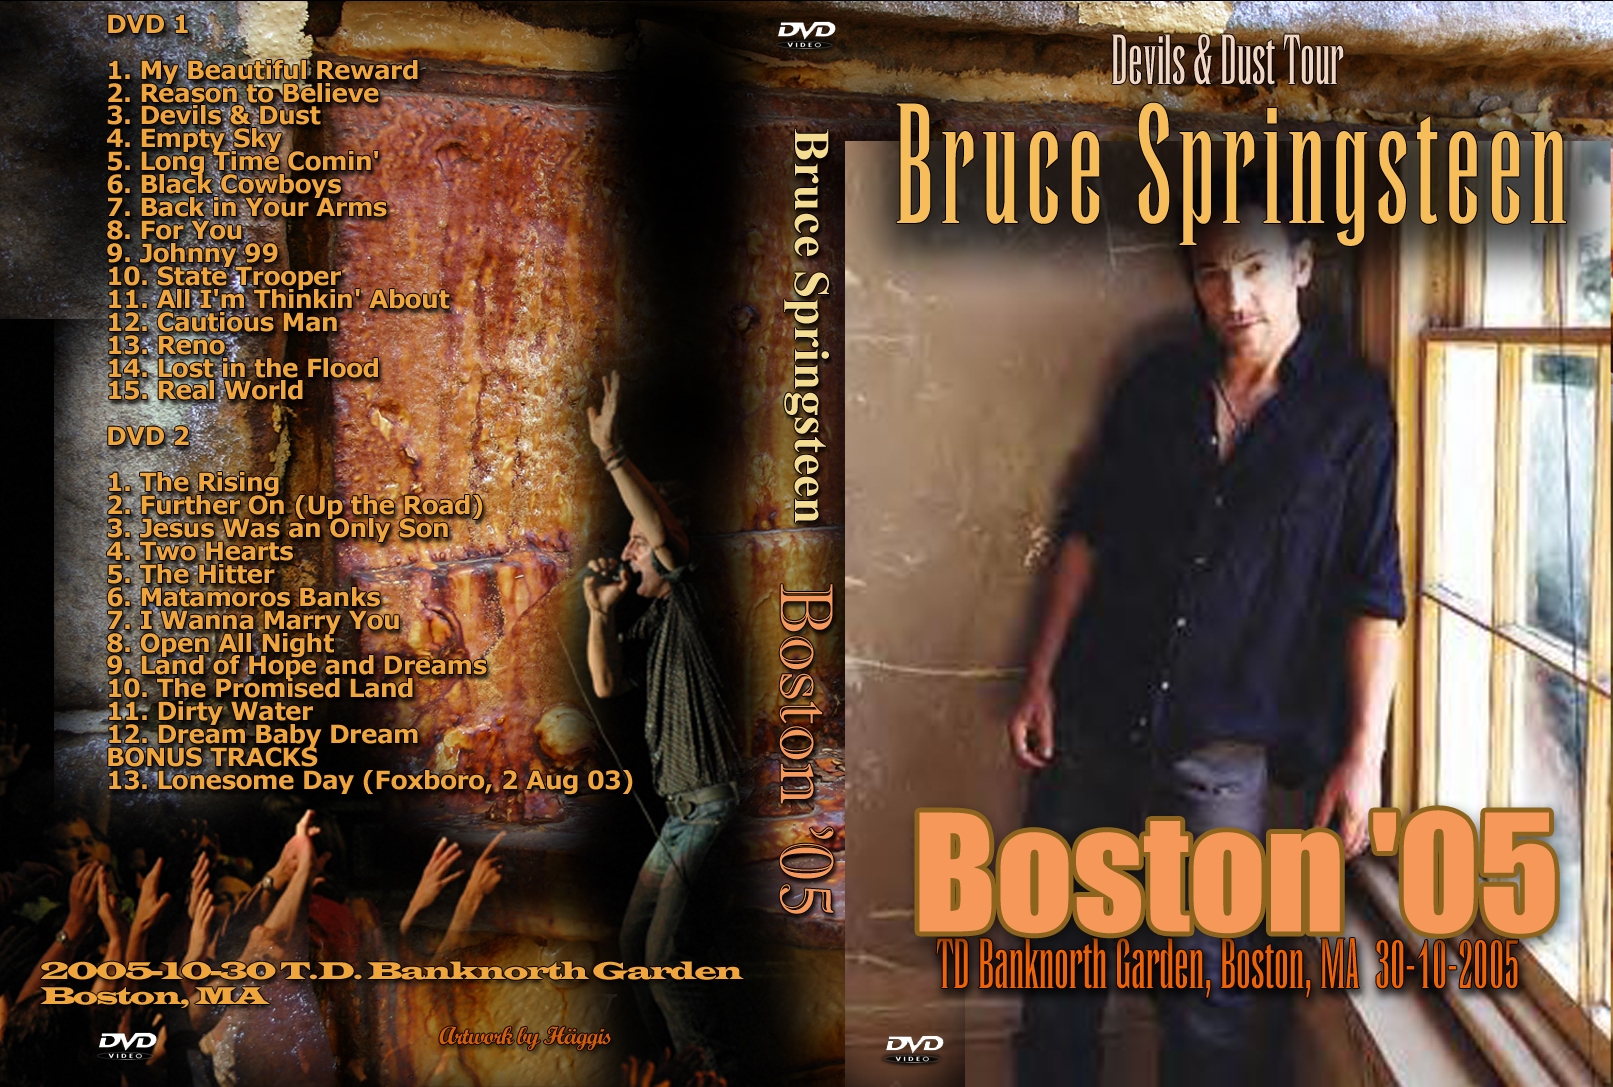 DVD 1
1. My Beautiful Reward
2. Reason to Believe
3. Devils & Dust
4. Empty Sky
5. Long Time Comin'
6. Black Cowboys
7. Back in Your Arms
8. For You
9. Johnny 99
10. State Trooper
11. All I'm Thinkin' About
12. Cautious Man
13. Reno
14. Lost in the Flood
15. Real World
DVD 2
1. The Rising
2. Further On (Up the Road)
3. Jesus Was an Only Son
4. Two Hearts
5. The Hitter
6. Matamoros Banks
7. I Wanna Marry You
8. Open All Night
9. Land of Hope and Dreams
10. The Promised Land
11. Dirty Water
12. Dream Baby Dream
BONUS TRACKS
13. Lonesome Day (Foxboro, 2 Aug 03)
2005-10-30 T.D. Banknorth Garden
Boston, MA
DVD
VIDEO
Artwork by Häggis
DVD
VIDEO
Bruce Springsteen Boston '05
Devils & Dust Tour
Bruce Springsteen
Boston '05
TD Banknorth Garden, Boston, MA 30-10-2005
DVD
VIDEO